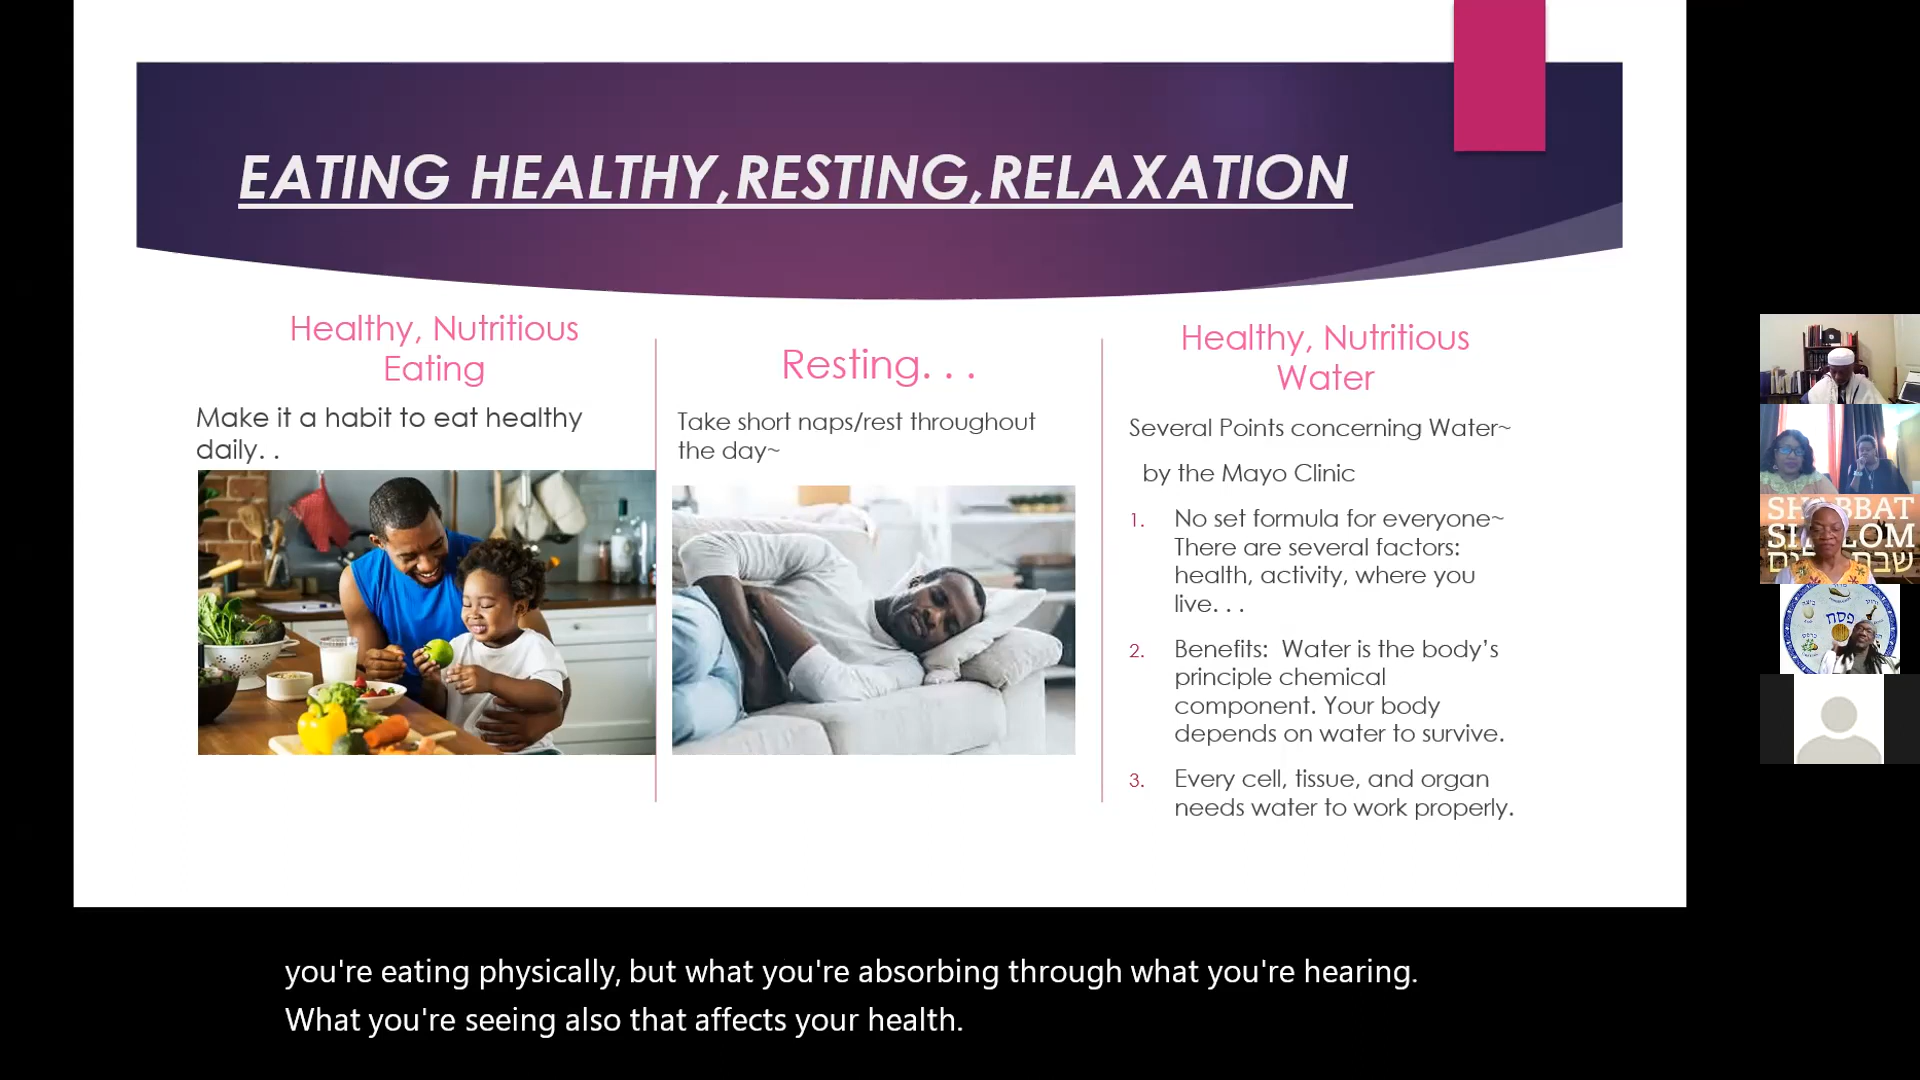 EATING HEALTHY,RESTING,RELAXATION
Healthy, Nutritious
Eating
Make it a habit to eat healthy
daily. .
Resting. . .
Take short naps/rest throughout
the day~
Healthy, Nutritious
Water
Several Points concerning Water~
by the Mayo Clinic
1. No set formula for everyone~
There are several factors:
health, activity, where you
live. . .
2. Benefits:  Water is the body's
principle chemical
component. Your body
depends on water to survive.
3. Every cell, tissue, and organ
needs water to work properly.
פסח
you're eating physically, but what you're absorbing through what you're hearing.
What you're seeing also that affects your health.